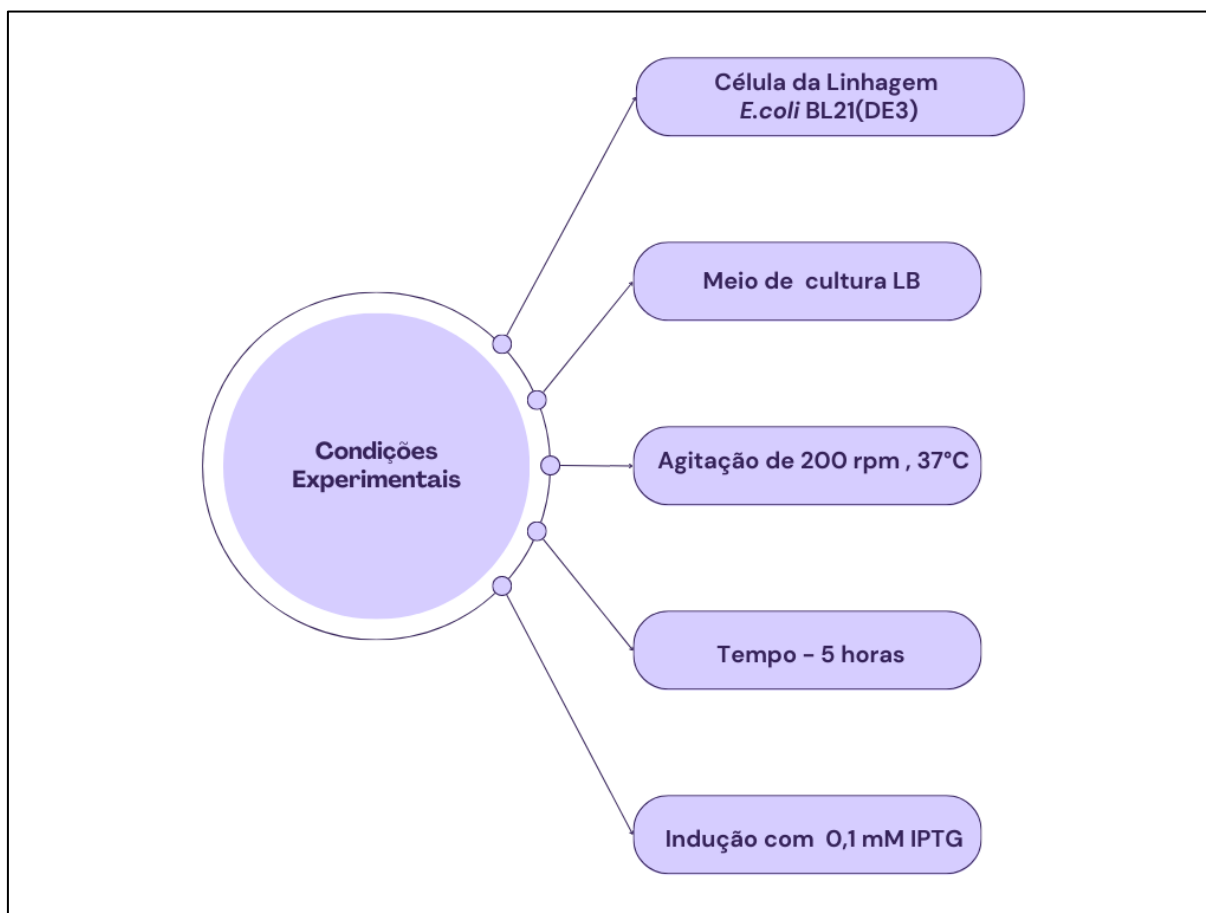 Célula da Linhagem
E.coli BL21(DE3)
Meio de cultura LB
Condições
Experimentais
Agitação de 200 rpm , 37°C
Tempo - 5 horas
Indução com 0,1 mM IPTG